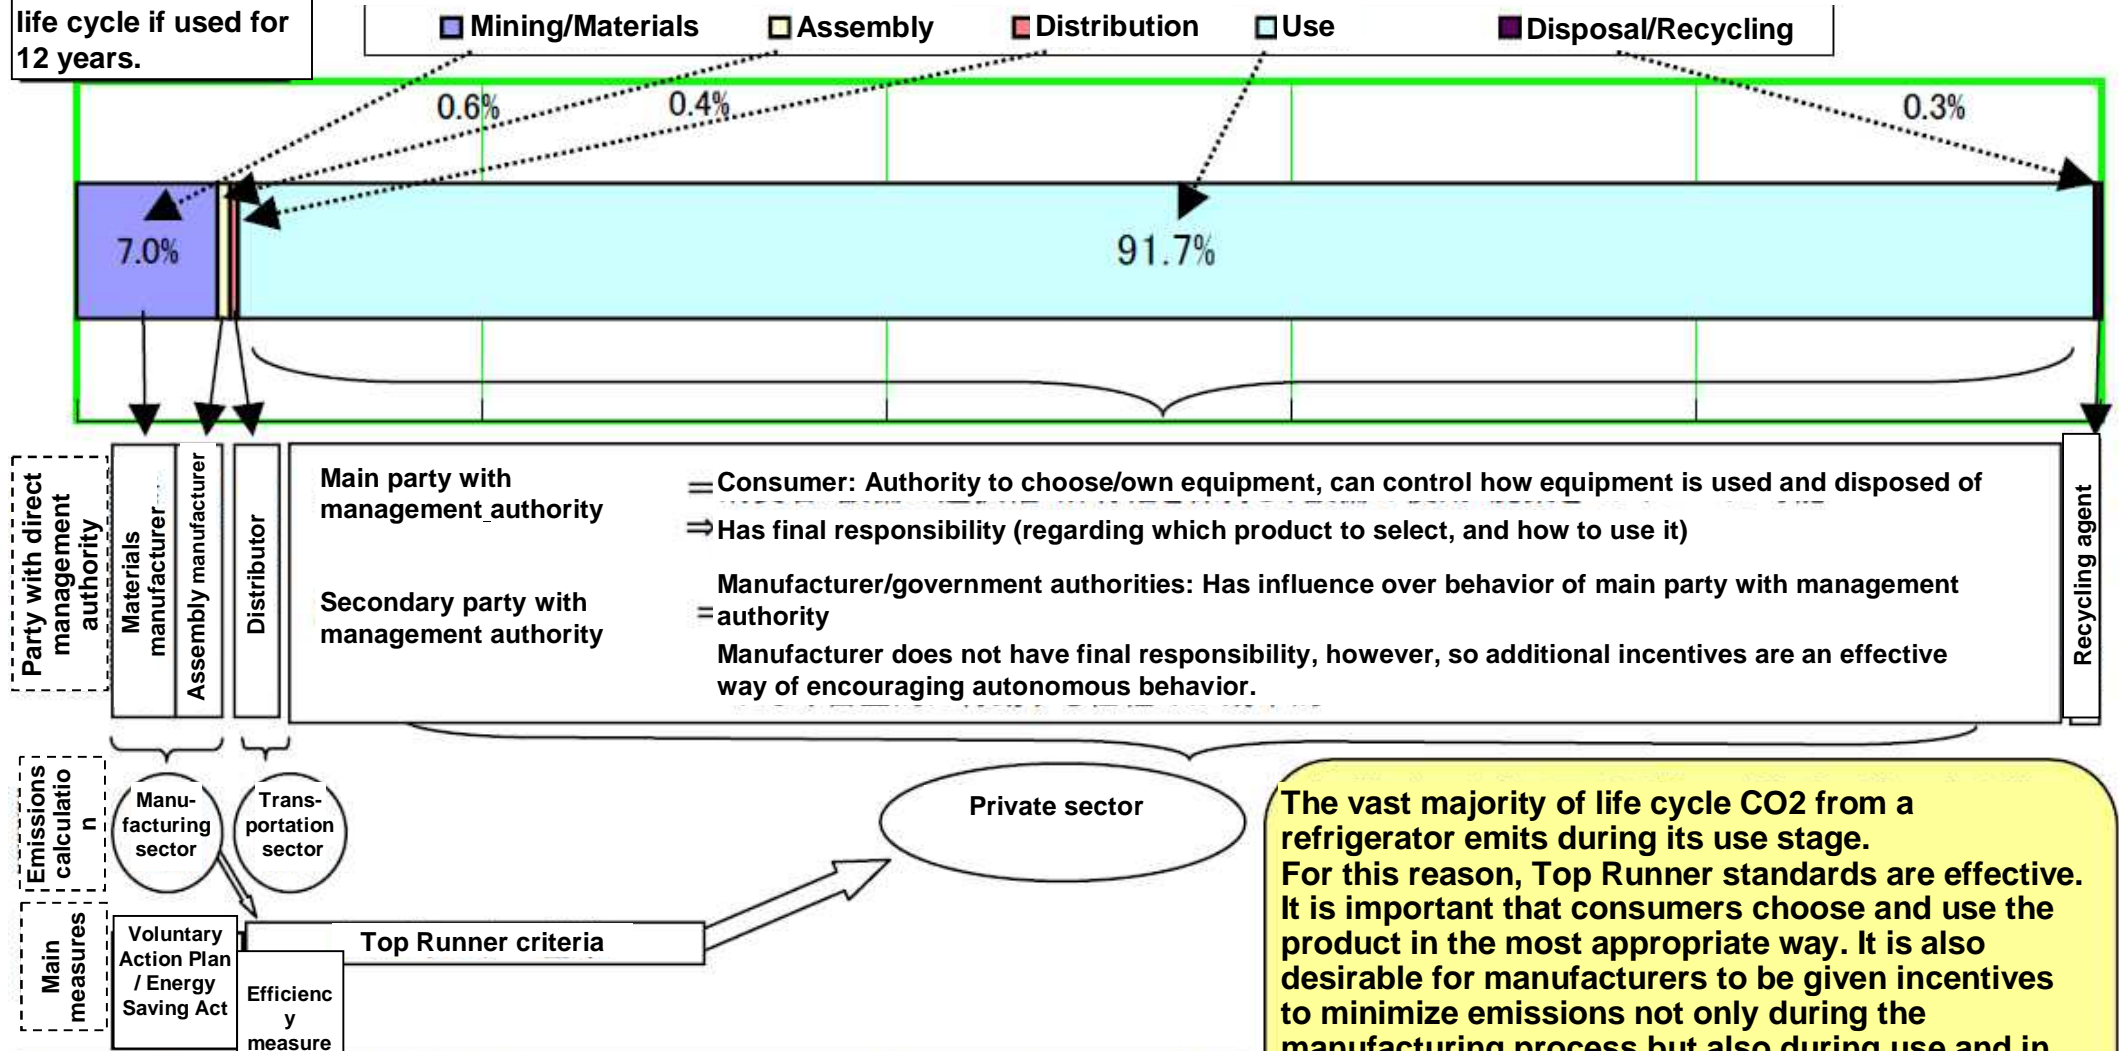 life cycle if used for
12 years.
Mining/Materials
Assembly
Distribution
Use
Disposal/Recycling
0.6%
0.4%
0.3%
7.0%
91.7%
Party with direct
management
authority
Materials
manufacturer
Assembly manufacturer
Distributor
Main party with
management authority
= Consumer: Authority to choose/own equipment, can control how equipment is used and disposed of
⇒ Has final responsibility (regarding which product to select, and how to use it)
Secondary party with
management authority
Manufacturer/government authorities: Has influence over behavior of main party with management
= authority
Manufacturer does not have final responsibility, however, so additional incentives are an effective
way of encouraging autonomous behavior.
Recycling agent
Emissions
calculatio
n
Manu-
facturing
sector
Trans-
portation
sector
Private sector
Main
measures
Voluntary
Action Plan
/ Energy
Saving Act
Top Runner criteria
Efficienc
y
measure
The vast majority of life cycle CO2 from a
refrigerator emits during its use stage.
For this reason, Top Runner standards are effective.
It is important that consumers choose and use the
product in the most appropriate way. It is also
desirable for manufacturers to be given incentives
to minimize emissions not only during the
manufacturing process but also during use and in